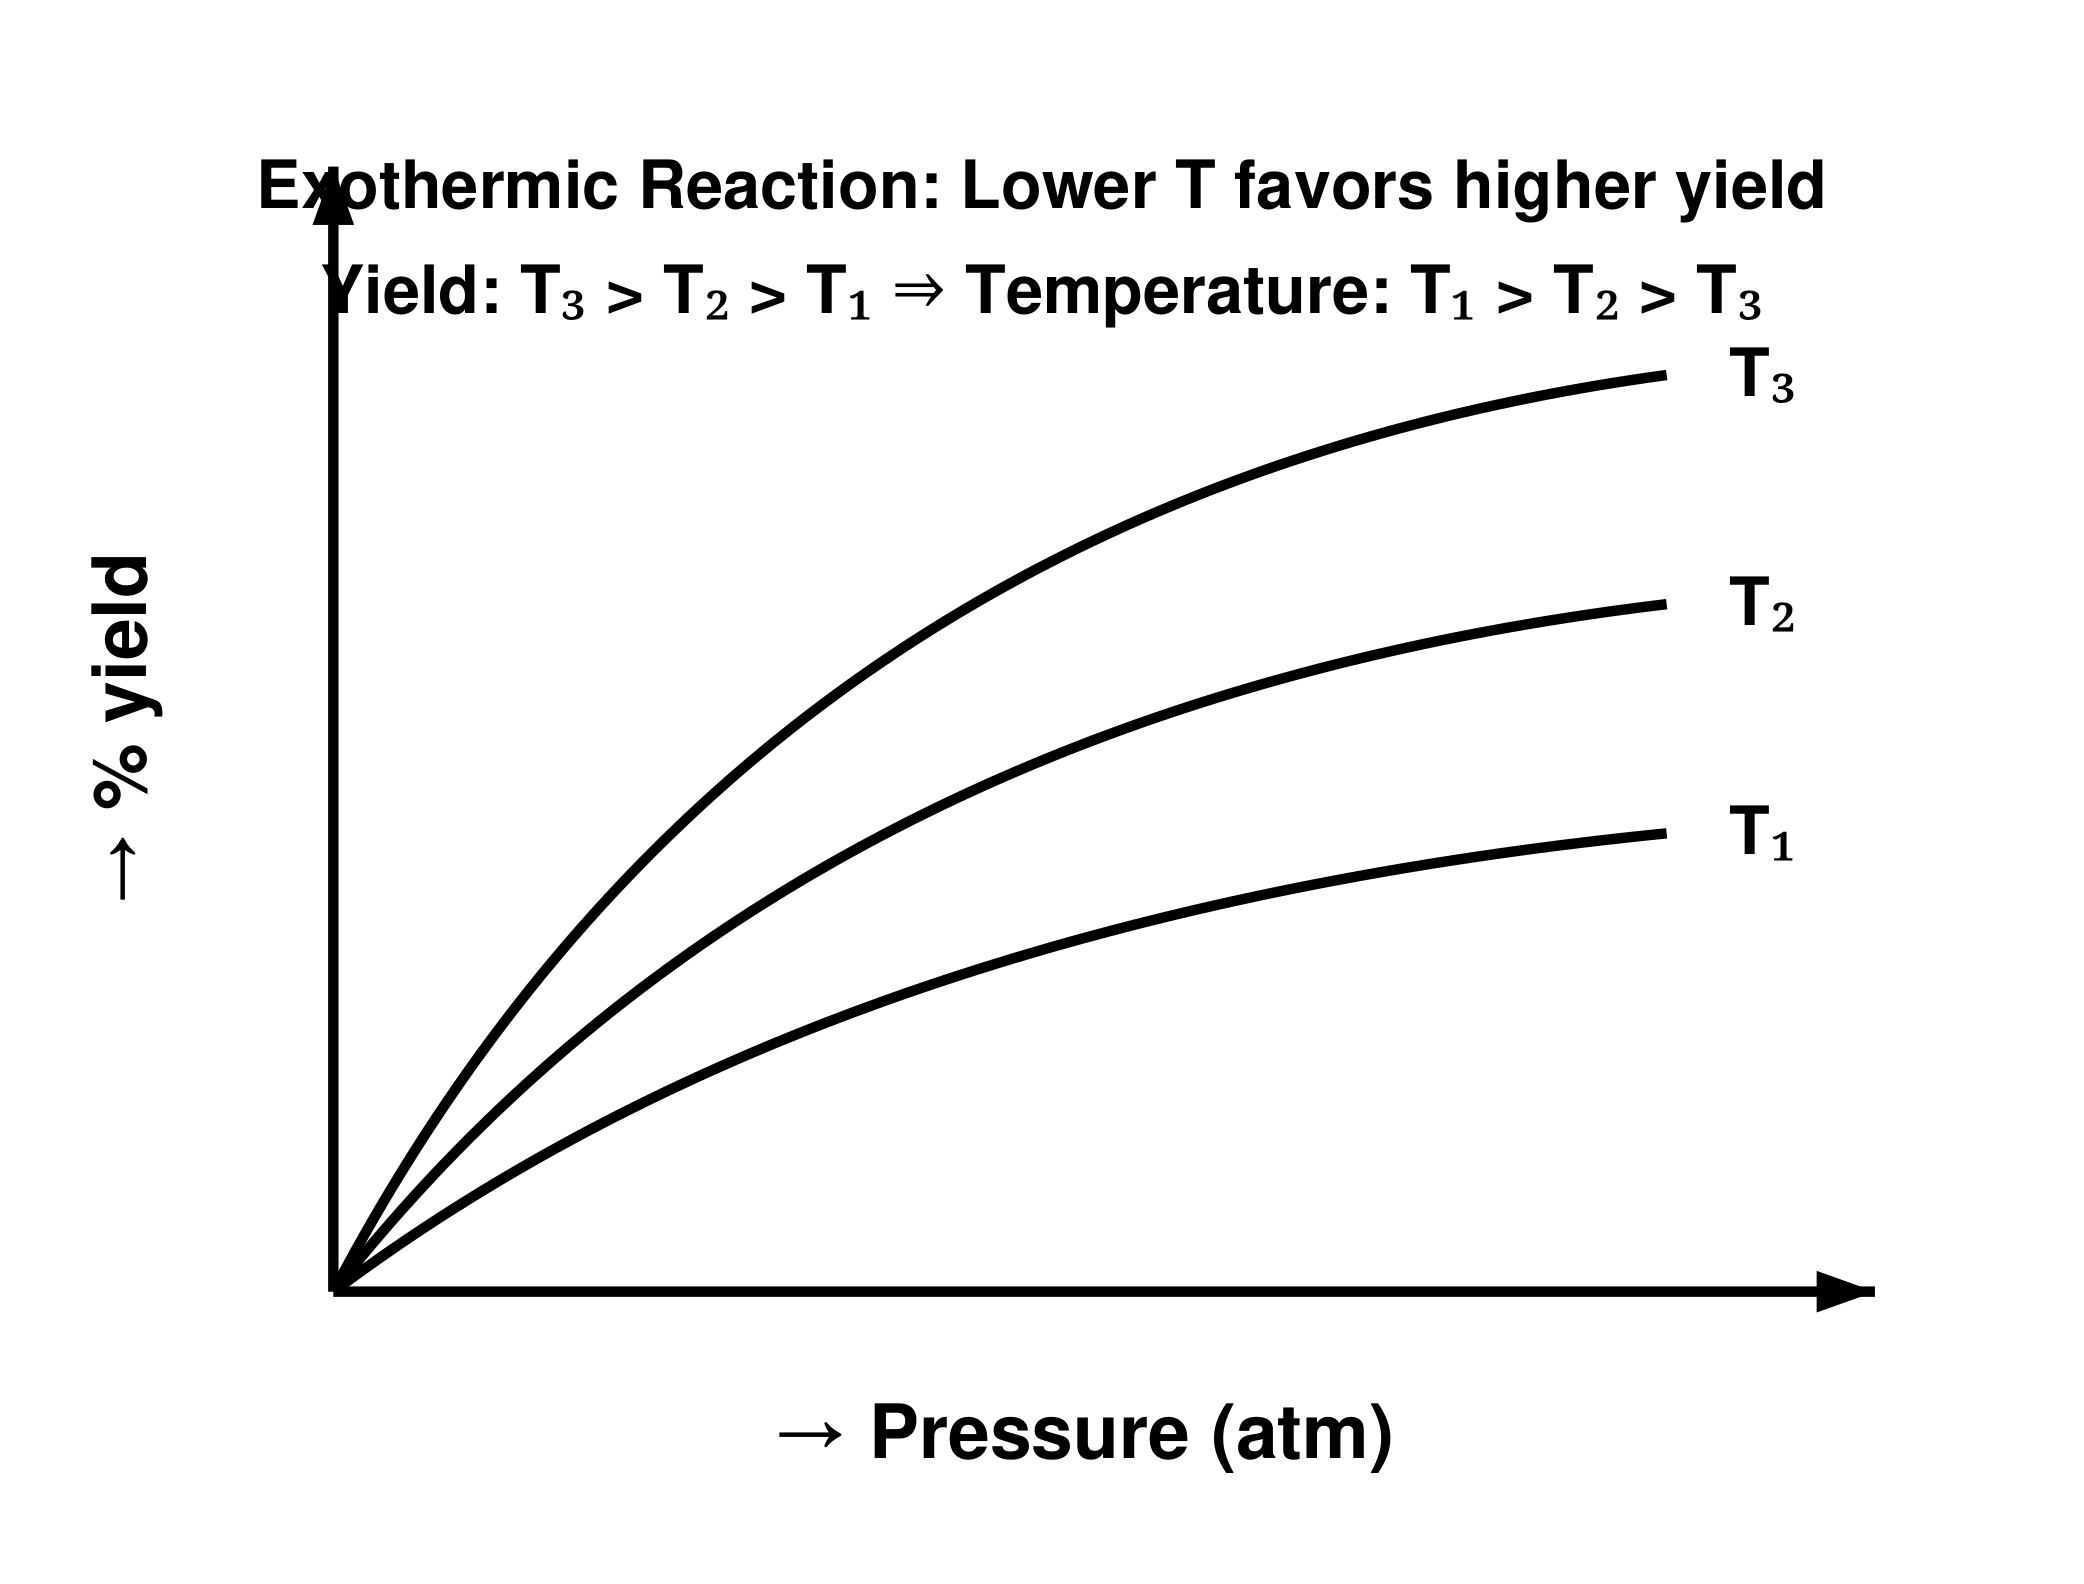 Exothermic Reaction: Lower T favors higher yield
Yield: T₃ > T₂ > T₁ ⇒ Temperature: T₁ > T₂ > T₃
T₃
T₂
T₁
→ % yield
→ Pressure (atm)